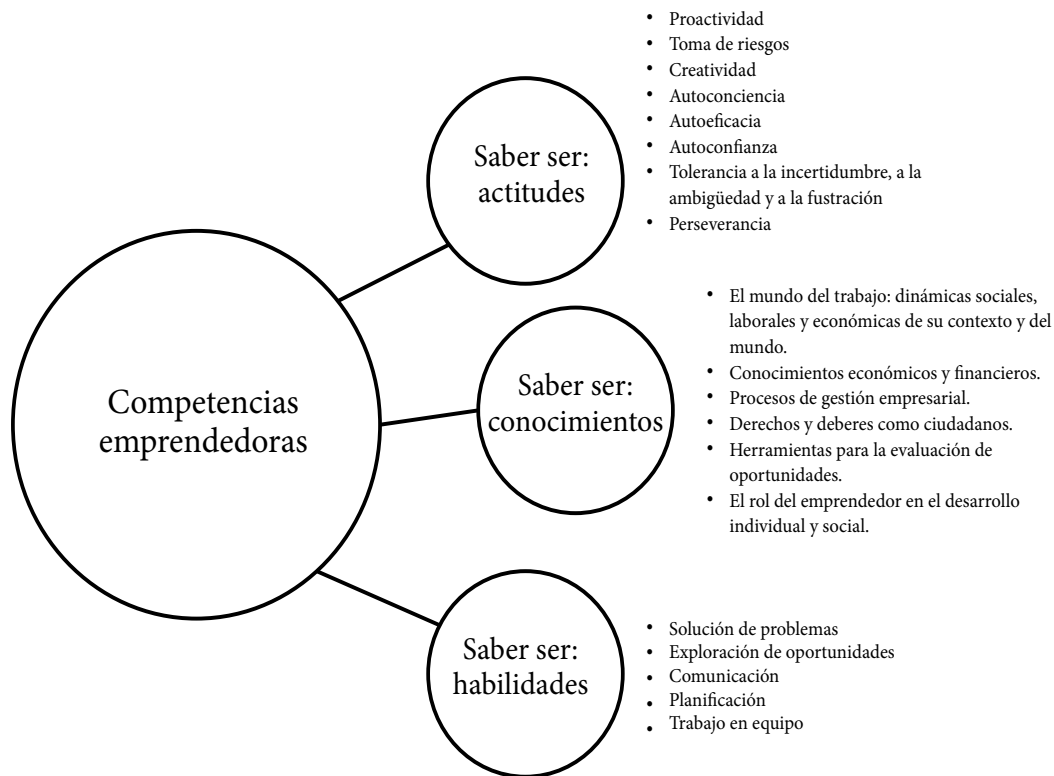 • Proactividad
• Toma de riesgos
• Creatividad
• Autoconciencia
• Autoeficacia
• Autoconfianza
• Tolerancia a la incertidumbre, a la
ambigüedad y a la fustración
• Perseverancia
Saber ser:
actitudes
Competencias
emprendedoras
Saber ser:
conocimientos
• El mundo del trabajo: dinámicas sociales,
laborales y económicas de su contexto y del
mundo.
• Conocimientos económicos y financieros.
• Procesos de gestión empresarial.
• Derechos y deberes como ciudadanos.
• Herramientas para la evaluación de
oportunidades.
• El rol del emprendedor en el desarrollo
individual y social.
Saber ser:
habilidades
• Solución de problemas
• Exploración de oportunidades
• Comunicación
• Planificación
• Trabajo en equipo